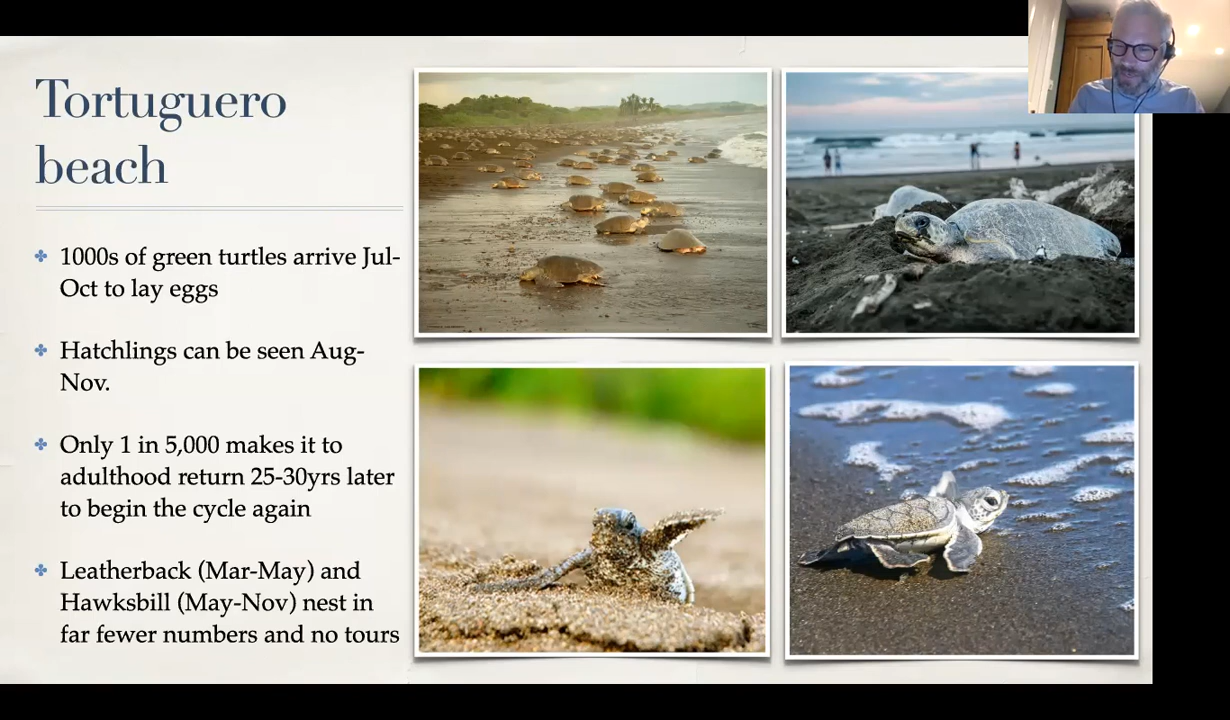 Tortuguero
beach
1000s of green turtles arrive Jul-
Oct to lay eggs
Hatchlings can be seen Aug-
Nov.
Only 1 in 5,000 makes it to
adulthood return 25-30yrs later
to begin the cycle again
Leatherback (Mar-May) and
Hawksbill (May-Nov) nest in
far fewer numbers and no tours